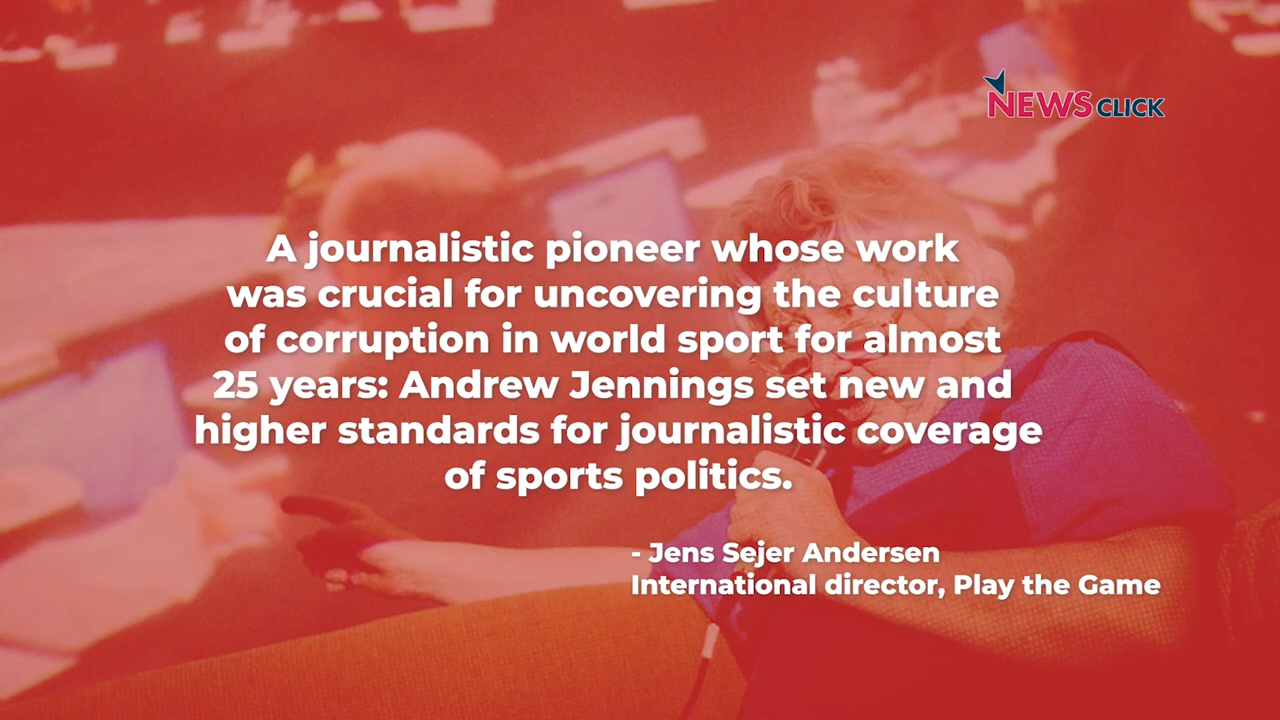 NEWS CLICK
A journalistic pioneer whose work
was crucial for uncovering the culture
of corruption in world sport for almost
25 years: Andrew Jennings set new and
higher standards for journalistic coverage
of sports politics.
- Jens Sejer Andersen
International director, Play the Game